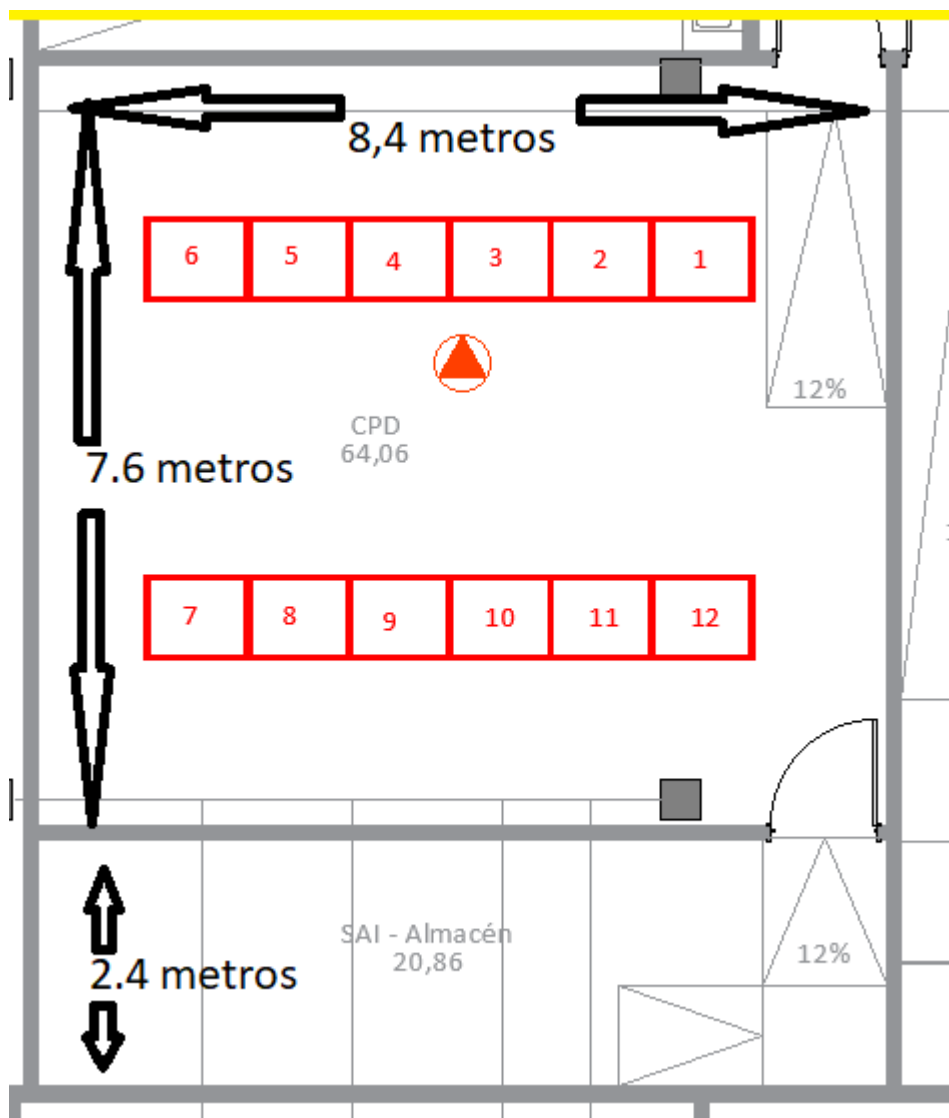 8,4 metros
6 5 4 3 2 1
12%
CPD
64,06
7.6 metros
7 8 9 10 11 12
SAI - Almacén
20,86
12%
2.4 metros